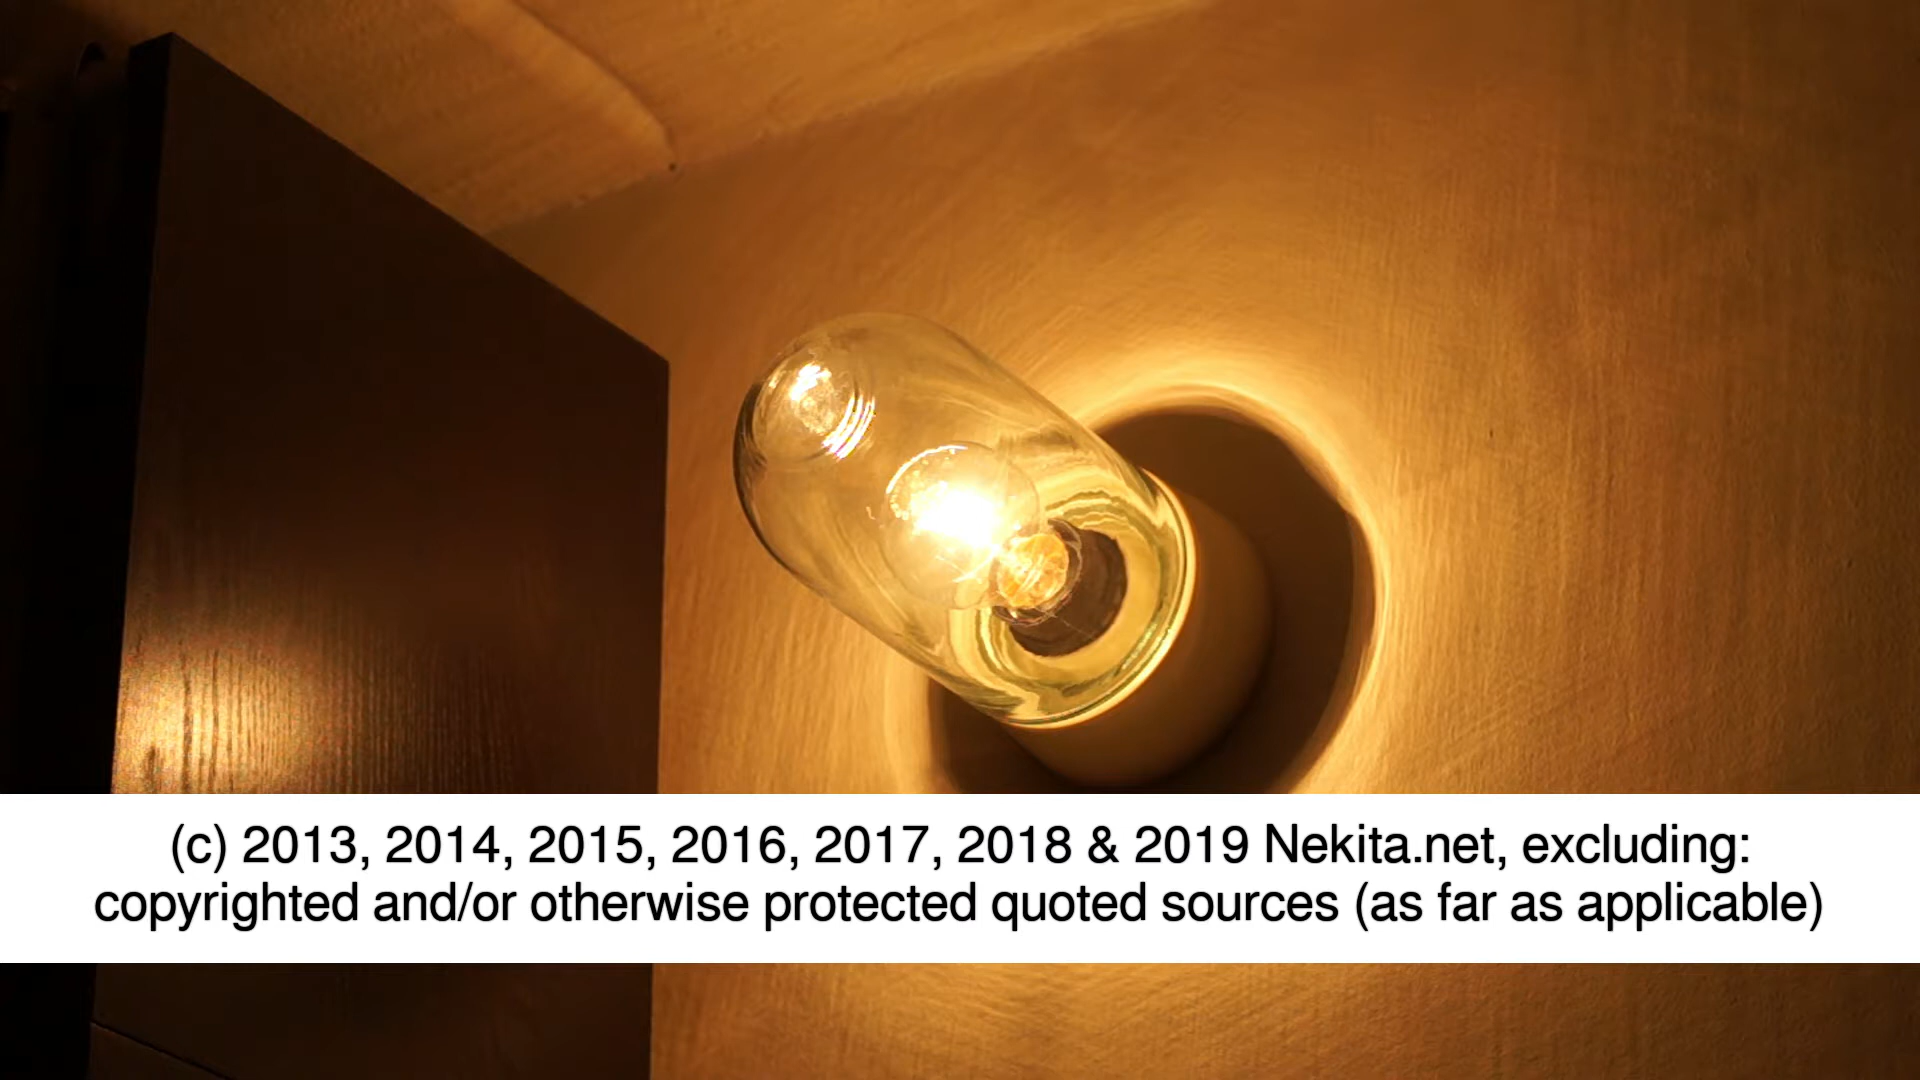 (c) 2013, 2014, 2015, 2016, 2017, 2018 & 2019 Nekita.net, excluding:
copyrighted and/or otherwise protected quoted sources (as far as applicable)